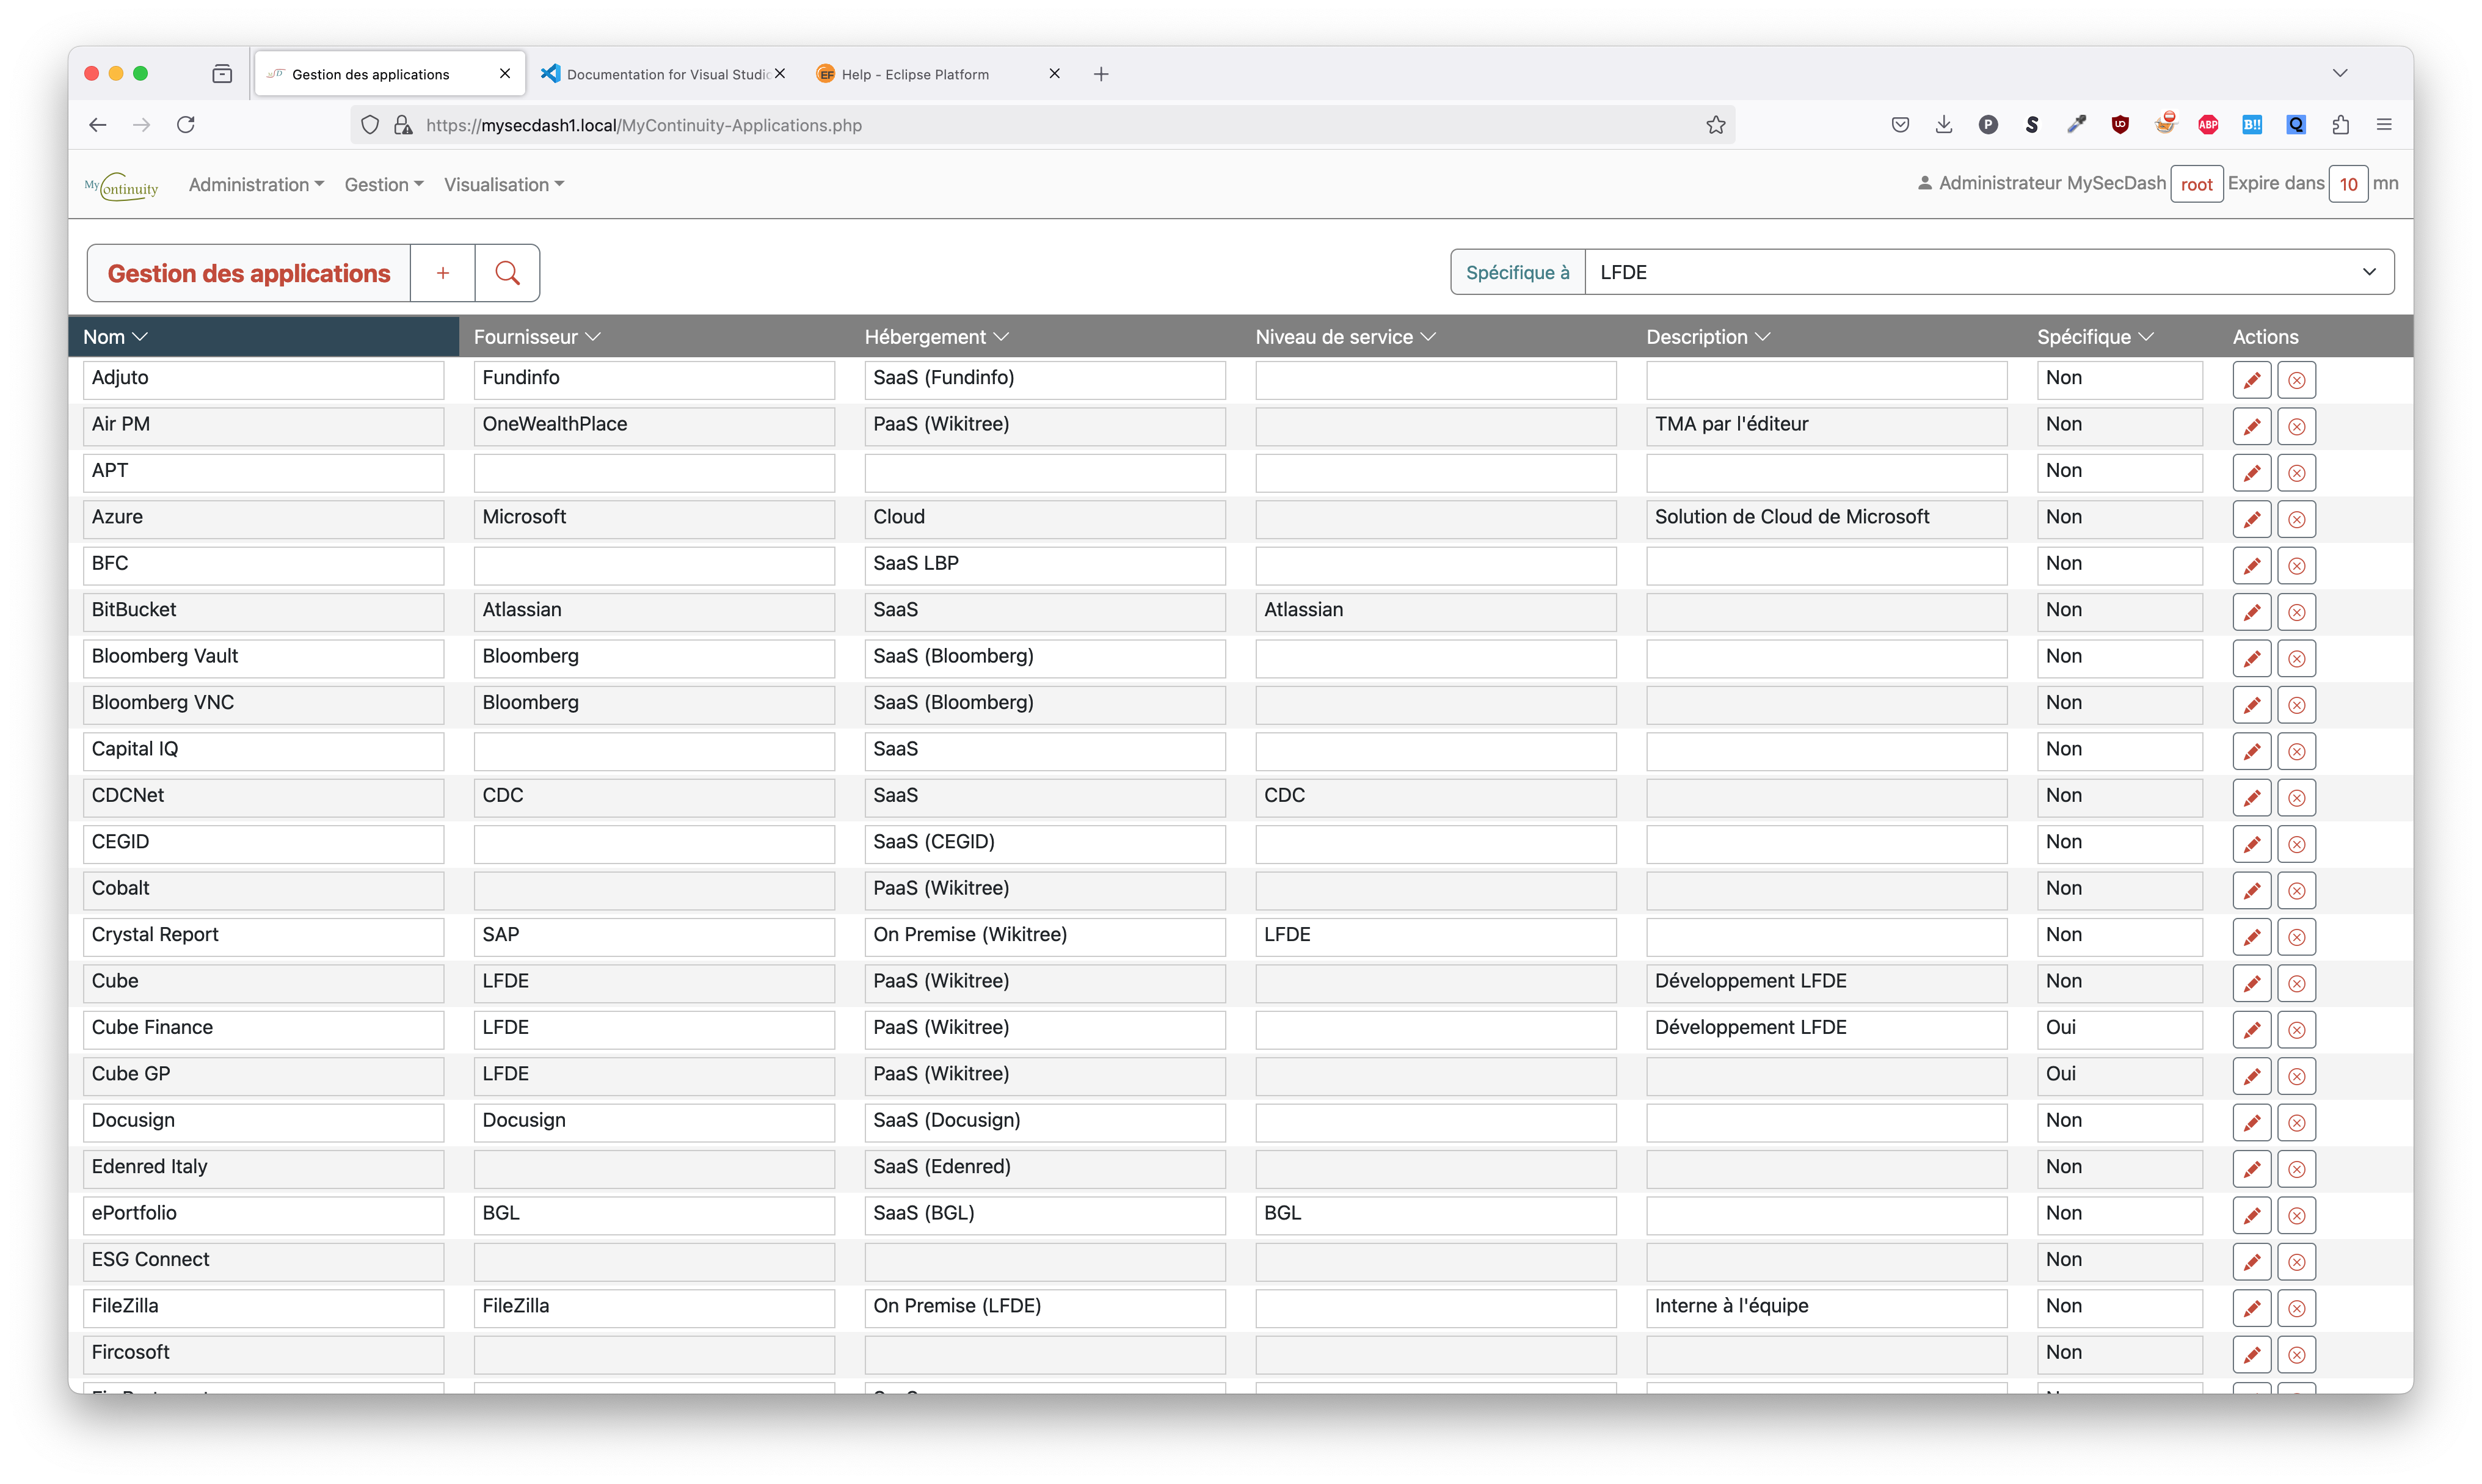 Gestion des applications
Documentation for Visual Studio
Help - Eclipse Platform
https://mysecdash1.local/MyContinuity-Applications.php
MyContinuity Administration Gestion Visualisation Administrateur MySecDash root Expire dans 10 mn
Gestion des applications + Spécifique à LFDE
Nom Fournisseur Hébergement Niveau de service Description Spécifique Actions
Adjuto Fundinfo SaaS (Fundinfo) Non
Air PM OneWealthPlace PaaS (Wikitree) TMA par l'éditeur Non
APT Non
Azure Microsoft Cloud Solution de Cloud de Microsoft Non
BFC SaaS LBP Non
BitBucket Atlassian SaaS Atlassian Non
Bloomberg Vault Bloomberg SaaS (Bloomberg) Non
Bloomberg VNC Bloomberg SaaS (Bloomberg) Non
Capital IQ SaaS Non
CDCNet CDC SaaS CDC Non
CEGID SaaS (CEGID) Non
Cobalt PaaS (Wikitree) Non
Crystal Report SAP On Premise (Wikitree) LFDE Non
Cube LFDE PaaS (Wikitree) Développement LFDE Non
Cube Finance LFDE PaaS (Wikitree) Développement LFDE Oui
Cube GP LFDE PaaS (Wikitree) Oui
Docusign Docusign SaaS (Docusign) Non
Edenred Italy SaaS (Edenred) Non
ePortfolio BGL SaaS (BGL) BGL Non
ESG Connect Non
FileZilla FileZilla On Premise (LFDE) Interne à l'équipe Non
Fircosoft Non